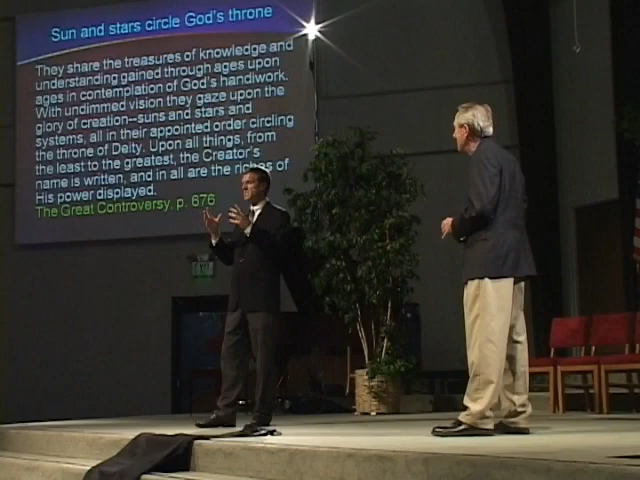 Sun and stars circle God's throne
They share the treasures of knowledge and
understanding gained through ages upon
ages in contemplation of God's handiwork.
With undimmed vision they gaze upon the
glory of creation--suns and stars and
systems, all in their appointed order circling
the throne of Deity. Upon all things, from
the least to the greatest, the Creator's
name is written, and in all are the riches of
His power displayed.
The Great Controversy, p. 676